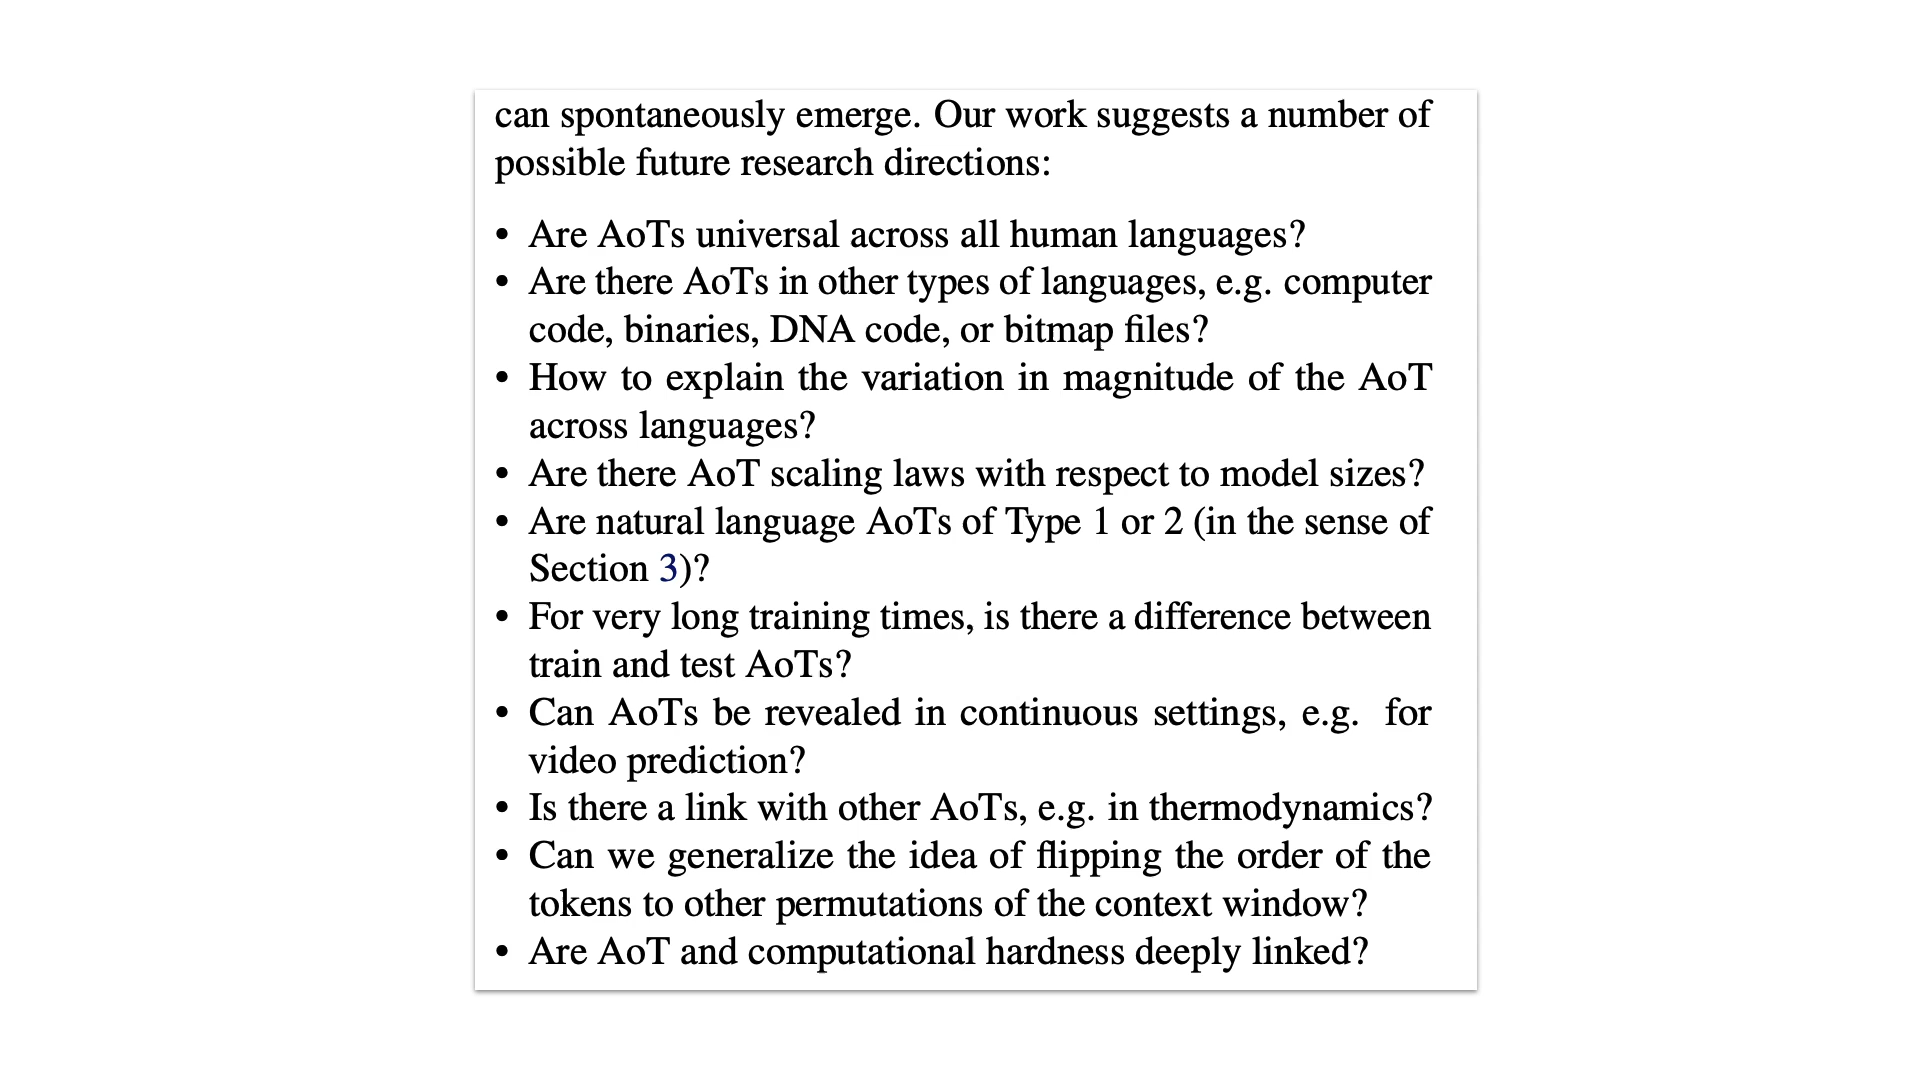 can spontaneously emerge. Our work suggests a number of
possible future research directions:
• Are AoTs universal across all human languages?
• Are there AoTs in other types of languages, e.g. computer
code, binaries, DNA code, or bitmap files?
• How to explain the variation in magnitude of the AoT
across languages?
• Are there AoT scaling laws with respect to model sizes?
• Are natural language AoTs of Type 1 or 2 (in the sense of
Section 3)?
• For very long training times, is there a difference between
train and test AoTs?
• Can AoTs be revealed in continuous settings, e.g. for
video prediction?
• Is there a link with other AoTs, e.g. in thermodynamics?
• Can we generalize the idea of flipping the order of the
tokens to other permutations of the context window?
• Are AoT and computational hardness deeply linked?